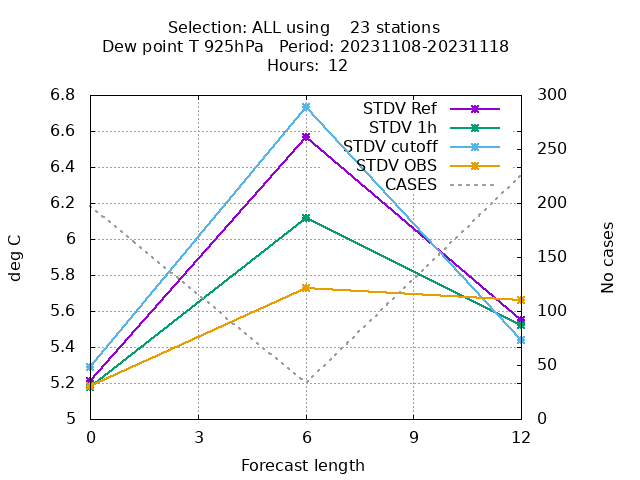 Selection: ALL using    23 stations
Dew point T 925hPa   Period: 20231108-20231118
Hours:  12
6.8
6.6
6.4
6.2
6
5.8
5.6
5.4
5.2
5
deg C
STDV Ref
STDV 1h
STDV cutoff
STDV OBS
CASES
300
250
200
150
100
50
0
No cases
0
3
6
9
12
Forecast length